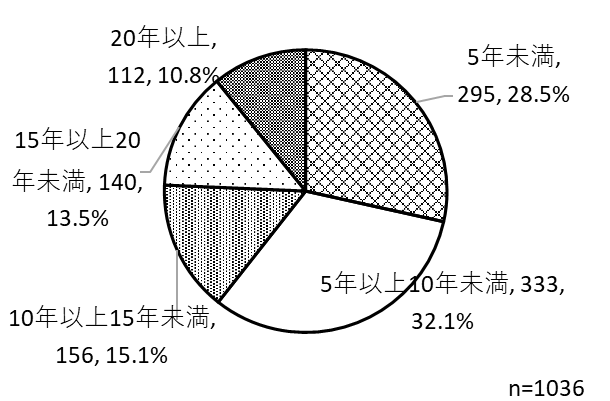 20年以上,
112, 10.8%
5年未満,
295, 28.5%
15年以上20
年未満, 140,
13.5%
5年以上10年未満, 333,
32.1%
10年以上15年未満,
156, 15.1%
n=1036